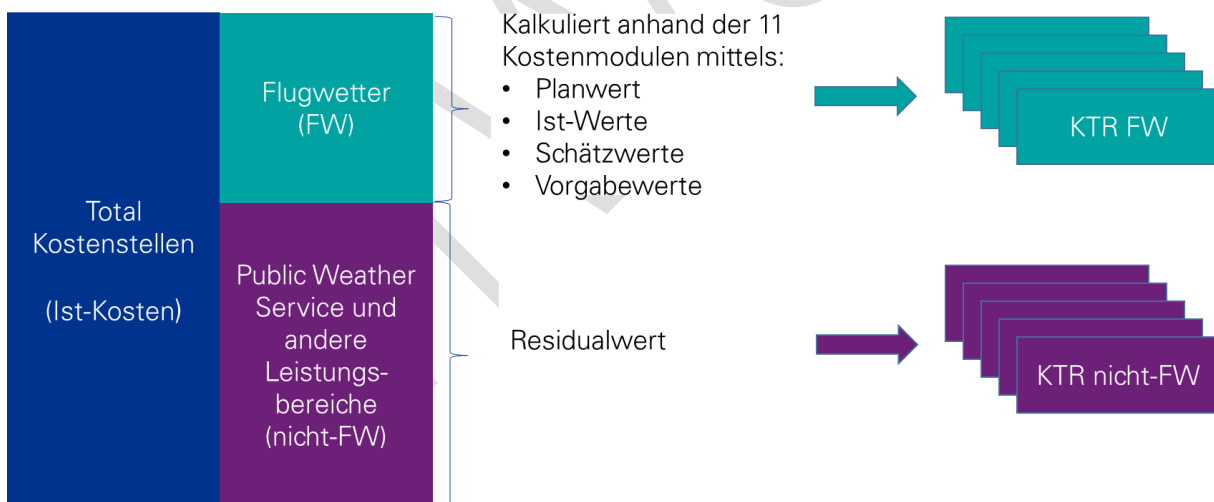 Total
Kostenstellen
(Ist-Kosten)
Flugwetter
(FW)
Public Weather
Service und
andere
Leistungs-
bereiche
(nicht-FW)
Kalkuliert anhand der 11
Kostenmodulen mittels:
• Planwert
• Ist-Werte
• Schätzwerte
• Vorgabewerte
Residualwert
KTR FW
KTR nicht-FW